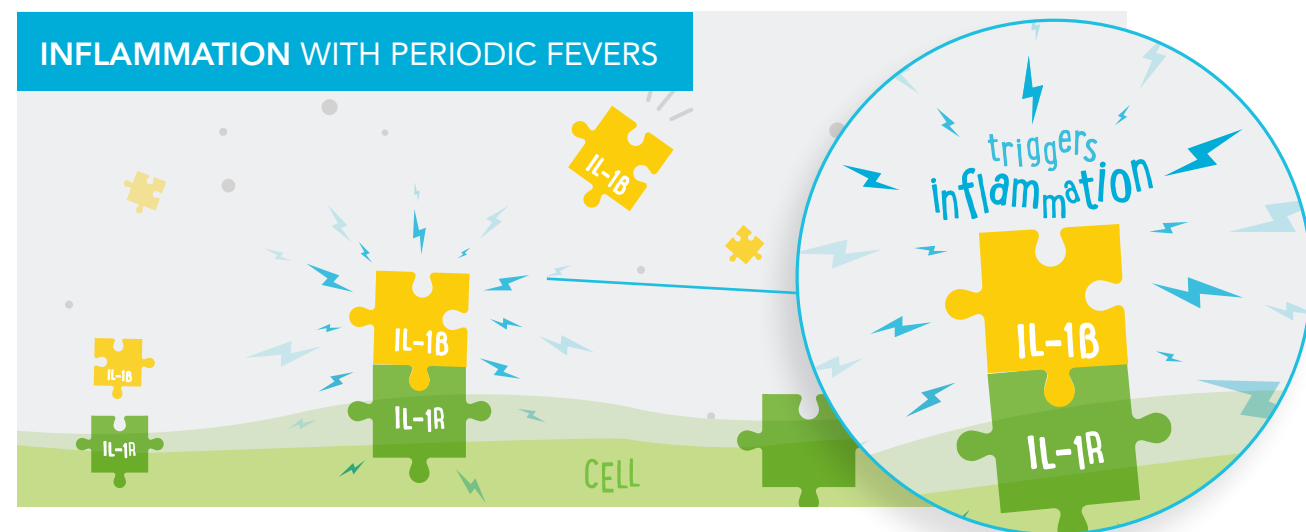 INFLAMMATION WITH PERIODIC FEVERS
triggers
inflammation
IL-1B
IL-1B
IL-1R
IL-1B
IL-1R
IL-1B
IL-1R
CELL